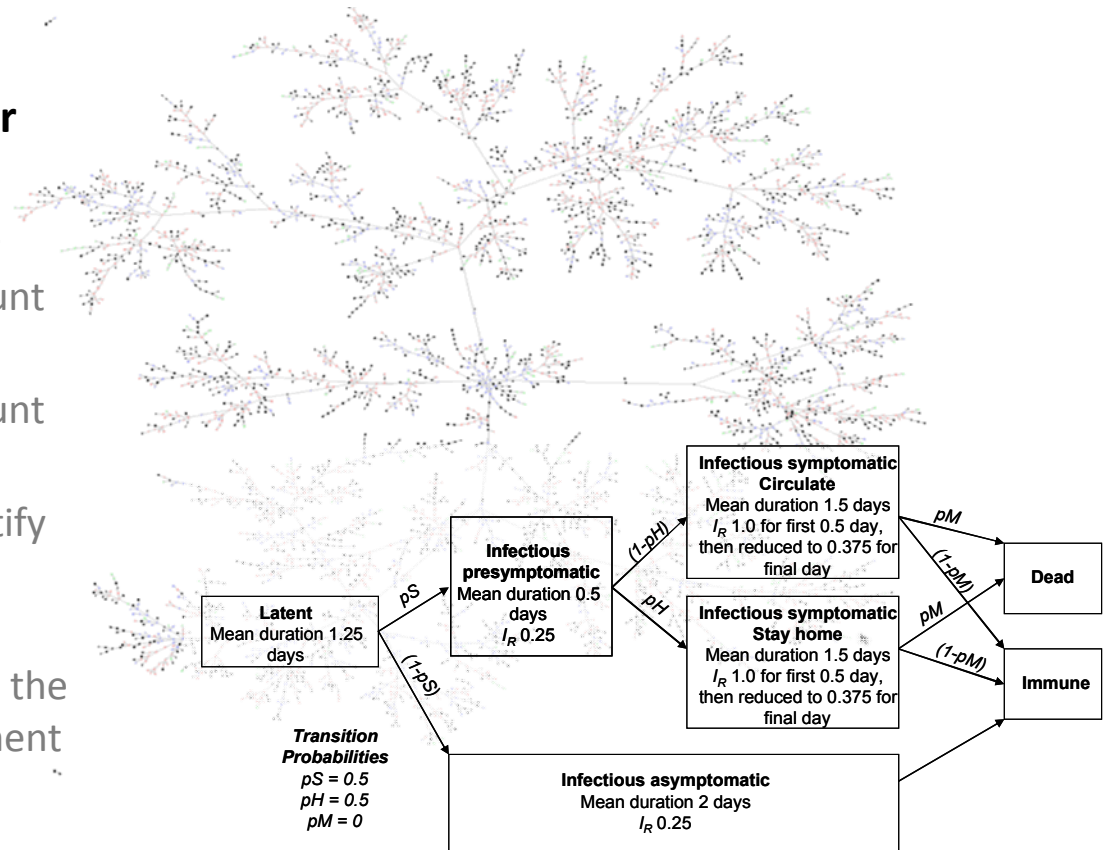 r
unt
unt
tify
the
nent
Latent
Mean duration 1.25
days
pS
(1-pS)
Infectious
presymptomatic
Mean duration 0.5
days
I_R 0.25
(1-pH)
pH
Infectious symptomatic
Circulate
Mean duration 1.5 days
I_R 1.0 for first 0.5 day,
then reduced to 0.375 for
final day
Infectious symptomatic
Stay home
Mean duration 1.5 days
I_R 1.0 for first 0.5 day,
then reduced to 0.375 for
final day
pM
(1-pM)
pM
(1-pM)
Dead
Immune
Transition
Probabilities
pS = 0.5
pH = 0.5
pM = 0
Infectious asymptomatic
Mean duration 2 days
I_R 0.25